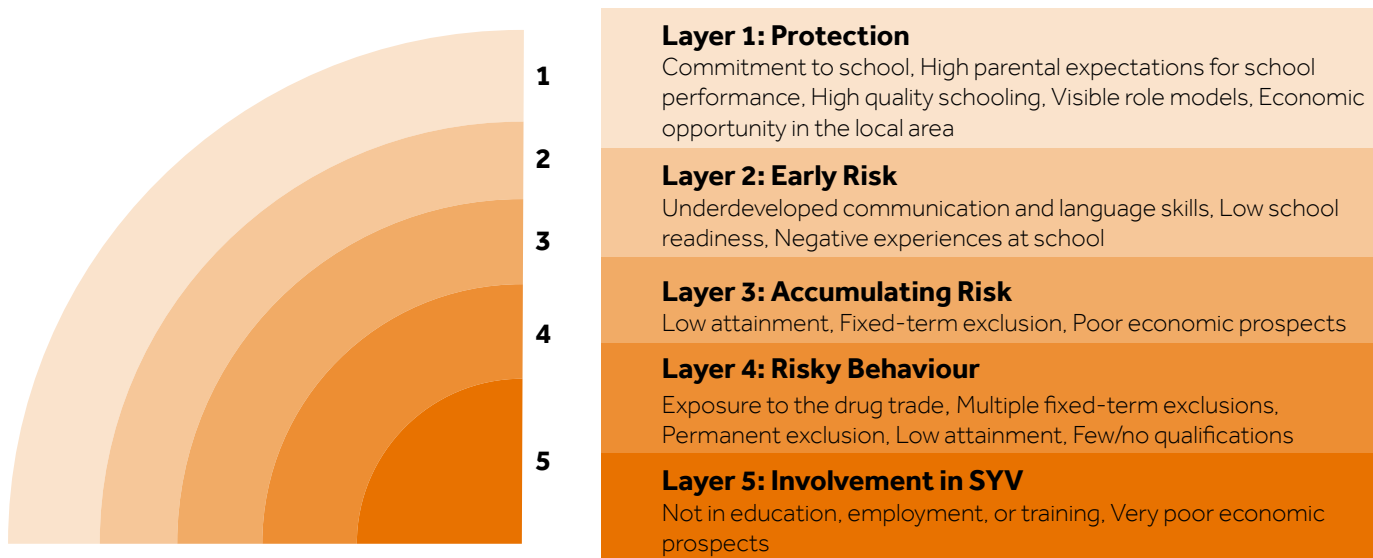 1
2
3
4
5
Layer 1: Protection
Commitment to school, High parental expectations for school
performance, High quality schooling, Visible role models, Economic
opportunity in the local area
Layer 2: Early Risk
Underdeveloped communication and language skills, Low school
readiness, Negative experiences at school
Layer 3: Accumulating Risk
Low attainment, Fixed-term exclusion, Poor economic prospects
Layer 4: Risky Behaviour
Exposure to the drug trade, Multiple fixed-term exclusions,
Permanent exclusion, Low attainment, Few/no qualifications
Layer 5: Involvement in SYV
Not in education, employment, or training, Very poor economic
prospects